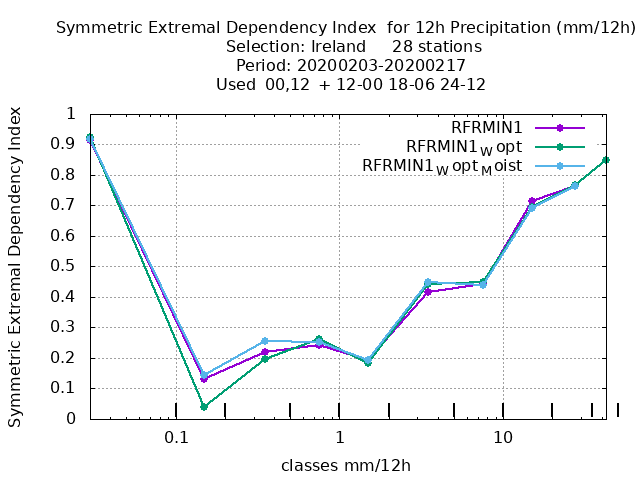 Symmetric Extremal Dependency Index  for 12h Precipitation (mm/12h)
Selection: Ireland     28 stations
Period: 20200203-20200217
Used  00,12  + 12-00 18-06 24-12
Symmetric Extremal Dependency Index
1
0.9
0.8
0.7
0.6
0.5
0.4
0.3
0.2
0.1
0
RFRMIN1
RFRMIN1Wopt
RFRMIN1WoptMoist
0.1
1
10
classes mm/12h